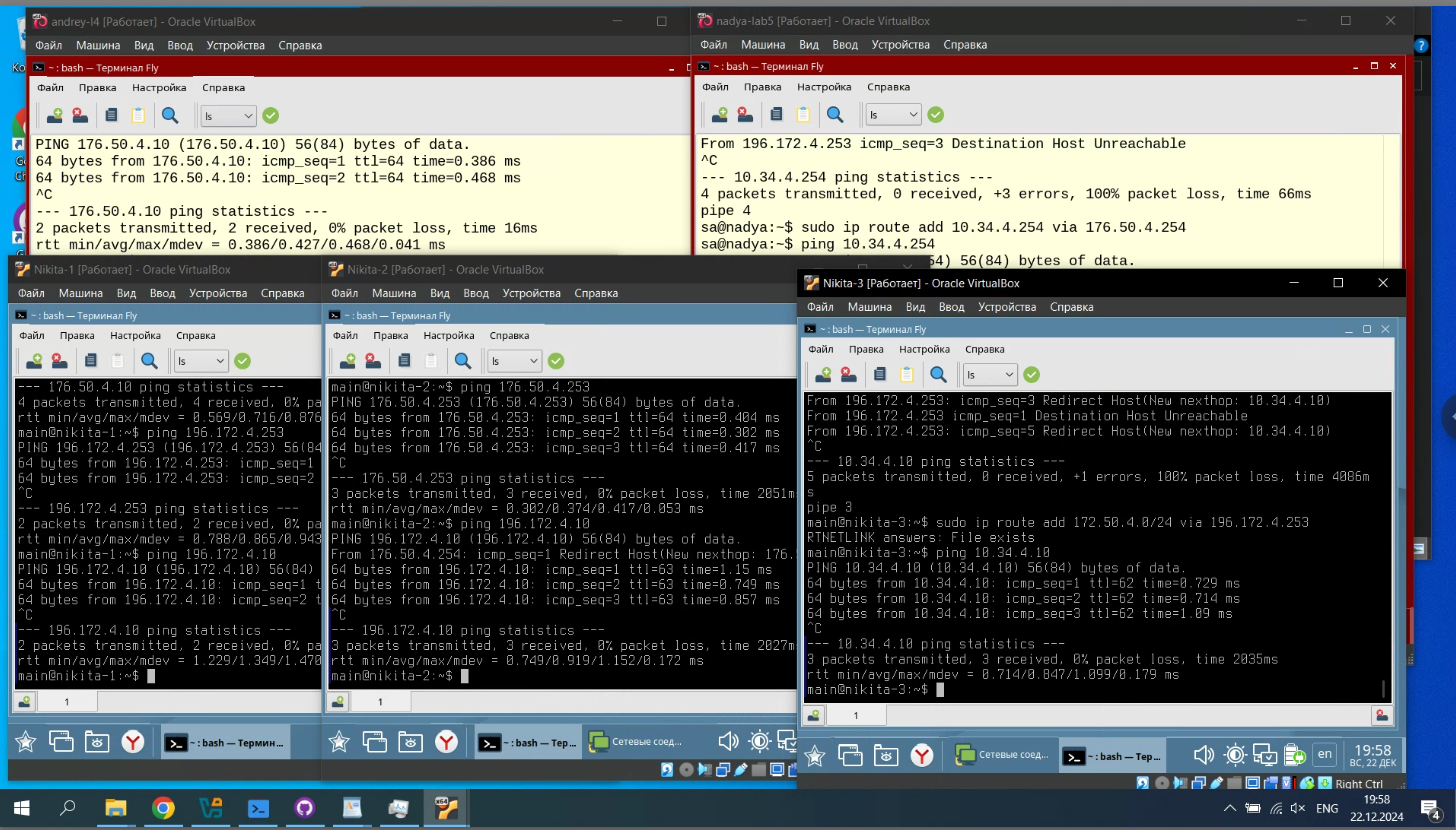 andrey-l4 [Работает] - Oracle VirtualBox
Файл Машина Вид Ввод Устройства Справка
~ : bash — Терминал Fly
Файл Правка Настройка Справка
ls
PING 176.50.4.10 (176.50.4.10) 56(84) bytes of data.
64 bytes from 176.50.4.10: icmp_seq=1 ttl=64 time=0.386 ms
64 bytes from 176.50.4.10: icmp_seq=2 ttl=64 time=0.468 ms
^C
--- 176.50.4.10 ping statistics ---
2 packets transmitted, 2 received, 0% packet loss, time 16ms
rtt min/avg/max/mdev = 0.386/0.427/0.468/0.041 ms
nadya-lab5 [Работает] - Oracle VirtualBox
Файл Машина Вид Ввод Устройства Справка
~ : bash — Терминал Fly
Файл Правка Настройка Справка
ls
From 196.172.4.253 icmp_seq=3 Destination Host Unreachable
^C
--- 10.34.4.254 ping statistics ---
4 packets transmitted, 0 received, +3 errors, 100% packet loss, time 66ms
pipe 4
sa@nadya:~$ sudo ip route add 10.34.4.254 via 176.50.4.254
sa@nadya:~$ ping 10.34.4.254
54) 56(84) bytes of data.
Nikita-1 [Работает] - Oracle VirtualBox
Файл Машина Вид Ввод Устройства Справка
~ : bash — Терминал Fly
Файл Правка Настройка Справка
ls
--- 176.50.4.10 ping statistics ---
4 packets transmitted, 4 received, 0% pa
rtt min/avg/max/mdev = 0.569/0.716/0.876
main@nikita-1:~$ ping 196.172.4.253
PING 196.172.4.253 (196.172.4.253) 56(84
64 bytes from 196.172.4.253: icmp_seq=1
64 bytes from 196.172.4.253: icmp_seq=2
^C
--- 196.172.4.253 ping statistics ---
2 packets transmitted, 2 received, 0% pa
rtt min/avg/max/mdev = 0.788/0.865/0.943
main@nikita-1:~$ ping 196.172.4.10
PING 196.172.4.10 (196.172.4.10) 56(84)
64 bytes from 196.172.4.10: icmp_seq=1 t
64 bytes from 196.172.4.10: icmp_seq=2 t
^C
--- 196.172.4.10 ping statistics ---
2 packets transmitted, 2 received, 0% pa
rtt min/avg/max/mdev = 1.229/1.349/1.470
main@nikita-1:~$
1
~ : bash — Термин...
Nikita-2 [Работает] - Oracle VirtualBox
Файл Машина Вид Ввод Устройства Справка
~ : bash — Терминал Fly
Файл Правка Настройка Справка
ls
main@nikita-2:~$ ping 176.50.4.253
PING 176.50.4.253 (176.50.4.253) 56(84) bytes of data.
64 bytes from 176.50.4.253: icmp_seq=1 ttl=64 time=0.404 ms
64 bytes from 176.50.4.253: icmp_seq=2 ttl=64 time=0.302 ms
64 bytes from 176.50.4.253: icmp_seq=3 ttl=64 time=0.417 ms
^C
--- 176.50.4.253 ping statistics ---
3 packets transmitted, 3 received, 0% packet loss, time 2051m
rtt min/avg/max/mdev = 0.302/0.374/0.417/0.053 ms
main@nikita-2:~$ ping 196.172.4.10
PING 196.172.4.10 (196.172.4.10) 56(84) bytes of data.
From 176.50.4.254: icmp_seq=1 Redirect Host(New nexthop: 176.
64 bytes from 196.172.4.10: icmp_seq=1 ttl=63 time=1.15 ms
64 bytes from 196.172.4.10: icmp_seq=2 ttl=63 time=0.749 ms
64 bytes from 196.172.4.10: icmp_seq=3 ttl=63 time=0.857 ms
^C
--- 196.172.4.10 ping statistics ---
3 packets transmitted, 3 received, 0% packet loss, time 2027m
rtt min/avg/max/mdev = 0.749/0.919/1.152/0.172 ms
main@nikita-2:~$
1
~ : bash — Тер...
Сетевые соед...
Nikita-3 [Работает] - Oracle VirtualBox
Файл Машина Вид Ввод Устройства Справка
~ : bash — Терминал Fly
Файл Правка Настройка Справка
ls
From 196.172.4.253: icmp_seq=3 Redirect Host(New nexthop: 10.34.4.10)
From 196.172.4.253 icmp_seq=1 Destination Host Unreachable
From 196.172.4.253: icmp_seq=5 Redirect Host(New nexthop: 10.34.4.10)
^C
--- 10.34.4.10 ping statistics ---
5 packets transmitted, 0 received, +1 errors, 100% packet loss, time 4086m
s
pipe 3
main@nikita-3:~$ sudo ip route add 172.50.4.0/24 via 196.172.4.253
RTNETLINK answers: File exists
main@nikita-3:~$ ping 10.34.4.10
PING 10.34.4.10 (10.34.4.10) 56(84) bytes of data.
64 bytes from 10.34.4.10: icmp_seq=1 ttl=62 time=0.729 ms
64 bytes from 10.34.4.10: icmp_seq=2 ttl=62 time=0.714 ms
64 bytes from 10.34.4.10: icmp_seq=3 ttl=62 time=1.09 ms
^C
--- 10.34.4.10 ping statistics ---
3 packets transmitted, 3 received, 0% packet loss, time 2035ms
rtt min/avg/max/mdev = 0.714/0.847/1.099/0.179 ms
main@nikita-3:~$
1
Сетевые соед...
~ : bash — Тер...
en
19:58
ВС, 22 ДЕК
Right Ctrl
ENG
19:58
22.12.2024
4